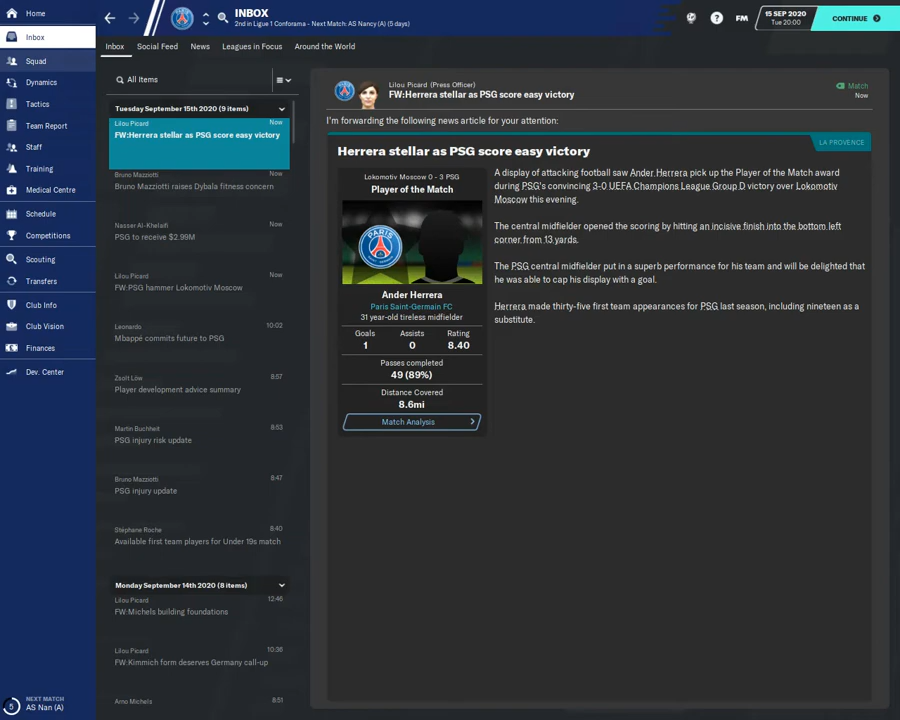 Home
Inbox
Squad
Dynamics
Tactics
Team Report
Staff
Training
Medical Centre
Schedule
Competitions
Scouting
Transfers
Club Info
Club Vision
Finances
Dev. Center
5
NEXT MATCH
AS Nan (A)
INBOX
2nd in Ligue 1 Conforama - Next Match: AS Nancy (A) (5 days)
?
FM
15 SEP 2020
Tue 20:00
CONTINUE
Inbox
Social Feed
News
Leagues in Focus
Around the World
All Items
Tuesday September 15th 2020 (9 items)
Lilou Picard Now
FW:Herrera stellar as PSG score easy victory
Bruno Mazziotti Now
Bruno Mazziotti raises Dybala fitness concern
Nasser Al-Khelaïfi Now
PSG to receive $2.99M
Lilou Picard Now
FW:PSG hammer Lokomotiv Moscow
Leonardo 10:02
Mbappé commits future to PSG
Zsolt Löw 8:57
Player development advice summary
Martin Buchheit 8:53
PSG injury risk update
Bruno Mazziotti 8:47
PSG injury update
Stéphane Roche 8:40
Available first team players for Under 19s match
Monday September 14th 2020 (8 items)
Lilou Picard 12:46
FW:Michels building foundations
Lilou Picard 10:36
FW:Kimmich form deserves Germany call-up
Arno Michels 8:51
Lilou Picard (Press Officer)
FW:Herrera stellar as PSG score easy victory
Match
Now
I'm forwarding the following news article for your attention:
LA PROVENCE
Herrera stellar as PSG score easy victory
Lokomotiv Moscow 0 - 3 PSG
Player of the Match
PARIS
Ander Herrera
Paris Saint-Germain FC
31 year-old tireless midfielder
Goals Assists Rating
1 0 8.40
Passes completed
49 (89%)
Distance Covered
8.6mi
Match Analysis
A display of attacking football saw Ander Herrera pick up the Player of the Match award
during PSG's convincing 3-0 UEFA Champions League Group D victory over Lokomotiv
Moscow this evening.
The central midfielder opened the scoring by hitting an incisive finish into the bottom left
corner from 13 yards.
The PSG central midfielder put in a superb performance for his team and will be delighted that
he was able to cap his display with a goal.
Herrera made thirty-five first team appearances for PSG last season, including nineteen as a
substitute.